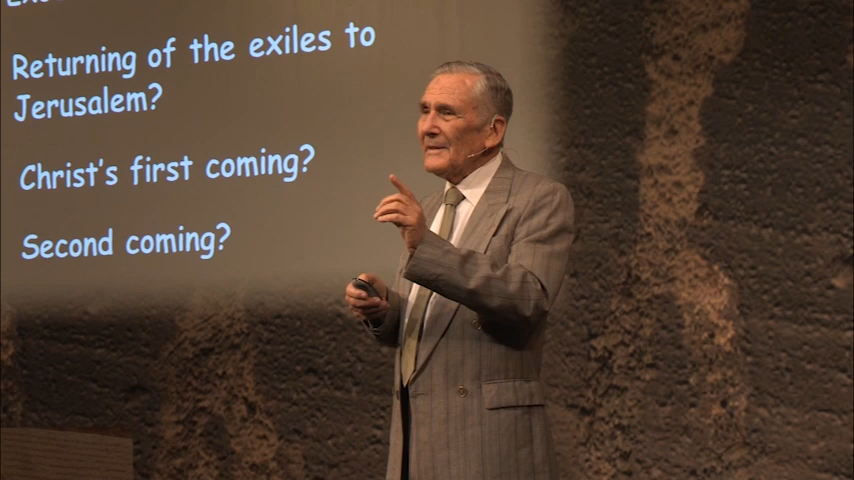 Returning of the exiles to
Jerusalem?
Christ's first coming?
Second coming?